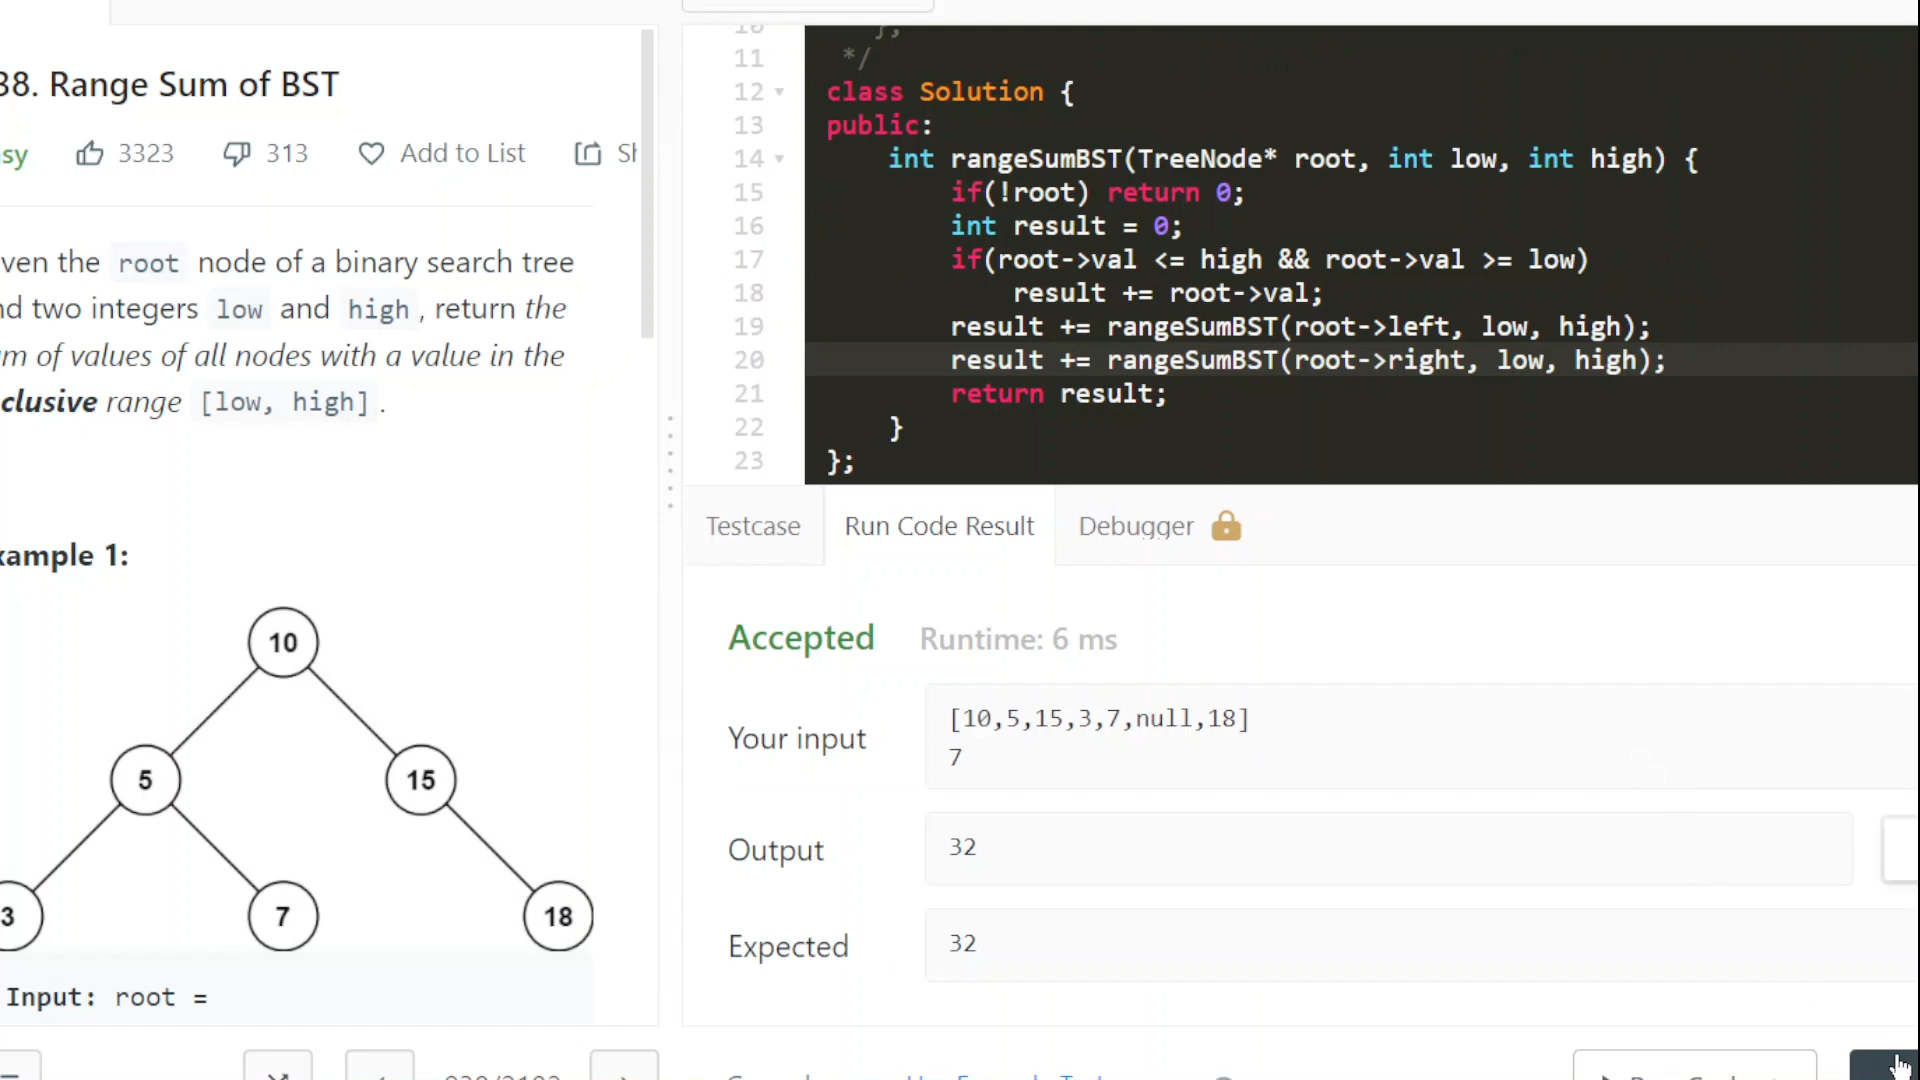 38. Range Sum of BST
sy 3323 313 Add to List Sh
ven the root node of a binary search tree
nd two integers low and high, return the
m of values of all nodes with a value in the
clusive range [low, high].
xample 1:
10
5 15
3 7 18
Input: root =
10 };
11 */
12 class Solution {
13 public:
14 int rangeSumBST(TreeNode* root, int low, int high) {
15 if(!root) return 0;
16 int result = 0;
17 if(root->val <= high && root->val >= low)
18 result += root->val;
19 result += rangeSumBST(root->left, low, high);
20 result += rangeSumBST(root->right, low, high);
21 return result;
22 }
23 };
Testcase Run Code Result Debugger
Accepted Runtime: 6 ms
Your input [10,5,15,3,7,null,18]
7
Output 32
Expected 32